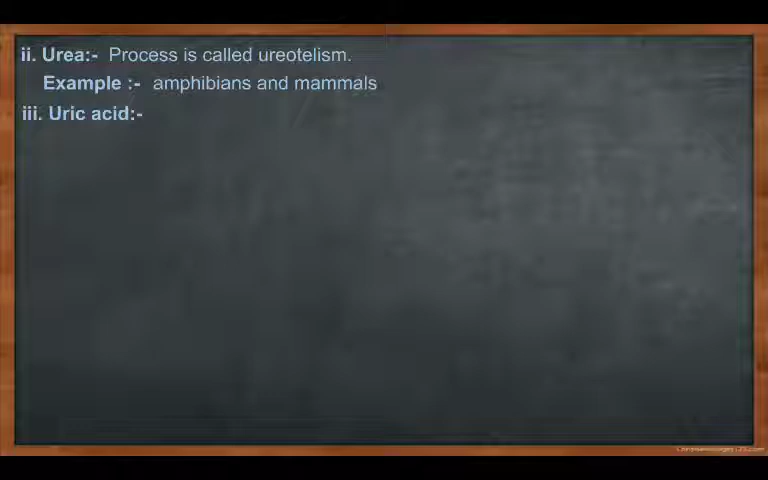 ii. Urea:- Process is called ureotelism.
Example :- amphibians and mammals
iii. Uric acid:-